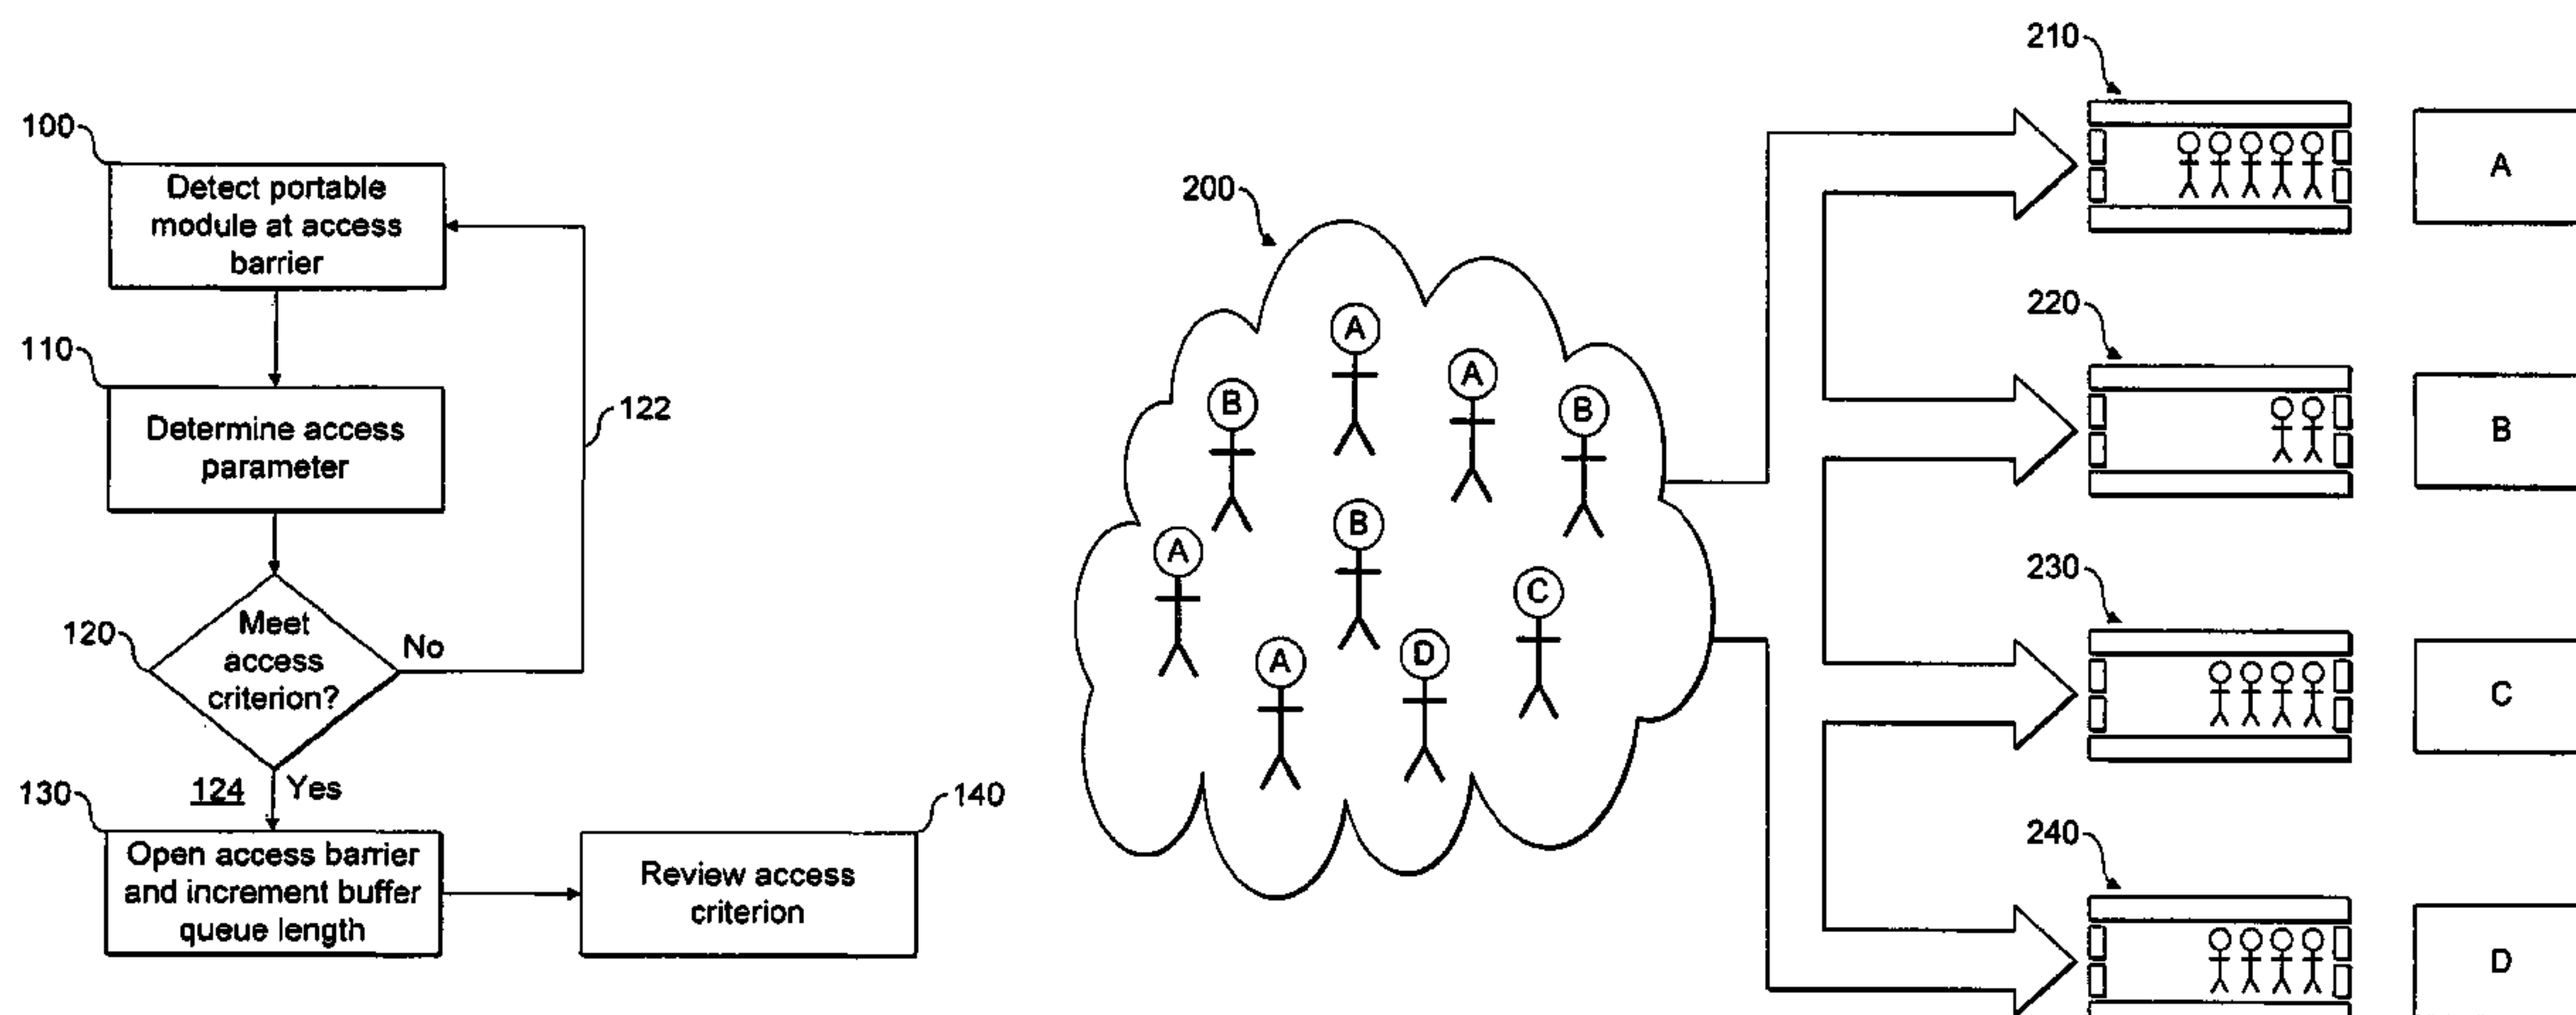 100
Detect portable
module at access
barrier
110
Determine access
parameter
122
120
Meet
access
criterion?
No
124
Yes
130
Open access barrier
and increment buffer
queue length
140
Review access
criterion
200
A
A
B
B
B
A
C
D
A
210
A
220
B
230
C
240
D